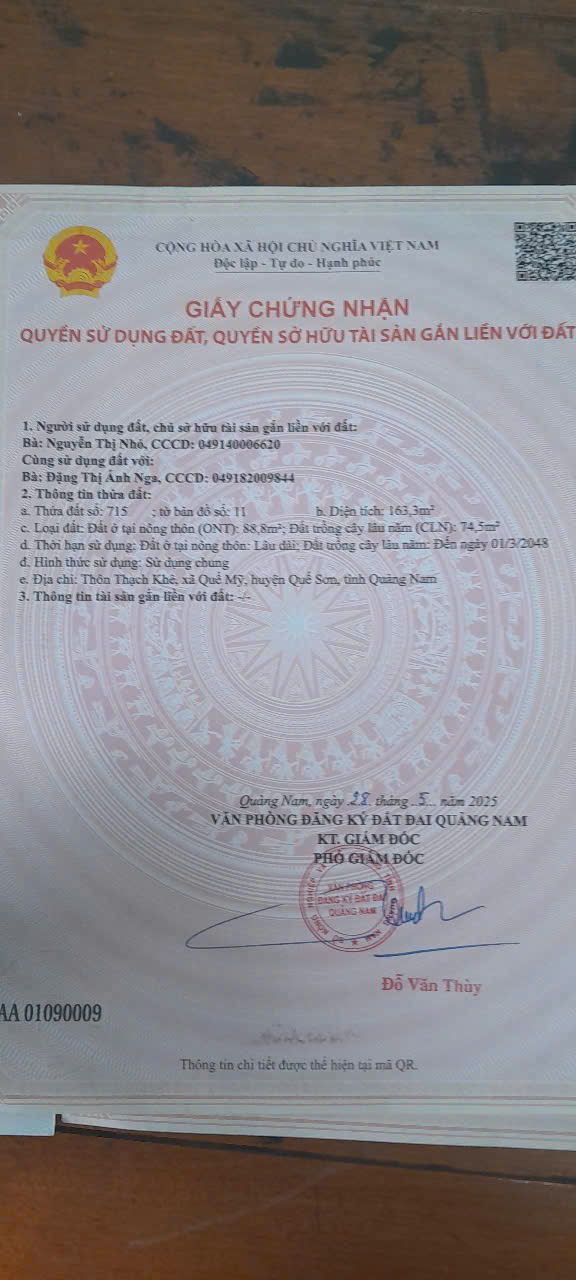 CỘNG HÒA XÃ HỘI CHỦ NGHĨA VIỆT NAM
Độc lập - Tự do - Hạnh phúc
GIẤY CHỨNG NHẬN
QUYỀN SỬ DỤNG ĐẤT, QUYỀN SỞ HỮU TÀI SẢN GẮN LIỀN VỚI ĐẤT
1. Người sử dụng đất, chủ sở hữu tài sản gắn liền với đất:
Bà: Nguyễn Thị Nhỏ, CCCD: 049140006620
Cùng sử dụng đất với:
Bà: Đặng Thị Ánh Nga, CCCD: 049182009844
2. Thông tin thửa đất:
a. Thửa đất số: 715 ; tờ bản đồ số: 11 b. Diện tích: 163,3m²
c. Loại đất: Đất ở tại nông thôn (ONT): 88,8m²; Đất trồng cây lâu năm (CLN): 74,5m²
d. Thời hạn sử dụng: Đất ở tại nông thôn: Lâu dài; Đất trồng cây lâu năm: Đến ngày 01/3/2048
đ. Hình thức sử dụng: Sử dụng chung
e. Địa chỉ: Thôn Thạch Khê, xã Quế Mỹ, huyện Quế Sơn, tỉnh Quảng Nam
3. Thông tin tài sản gắn liền với đất: -/-
Quảng Nam, ngày 28 tháng 5 năm 2025
VĂN PHÒNG ĐĂNG KÝ ĐẤT ĐAI QUẢNG NAM
KT. GIÁM ĐỐC
PHÓ GIÁM ĐỐC
VĂN PHÒNG
ĐĂNG KÝ ĐẤT ĐAI
QUẢNG NAM
Đỗ Văn Thùy
AA 01090009
Thông tin chi tiết được thể hiện tại mã QR.